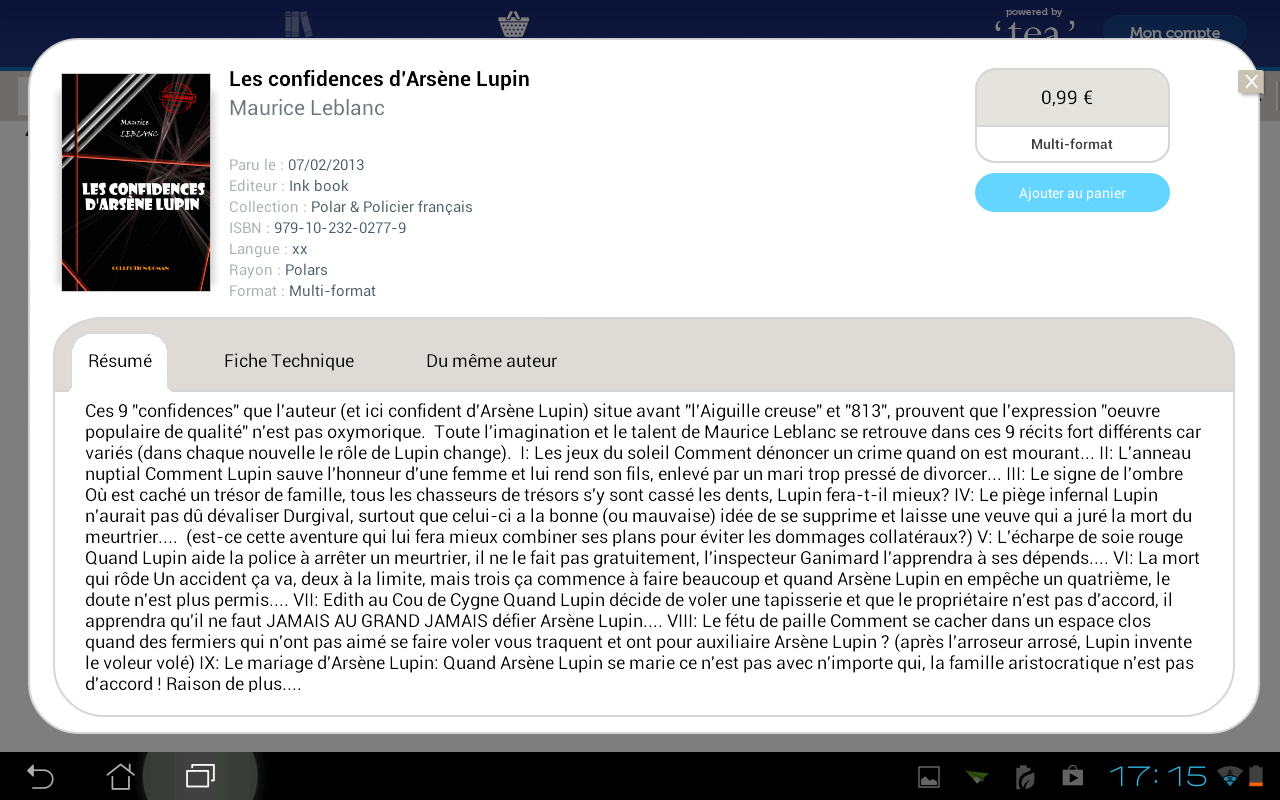 powered by
‘tea’
Mon compte
Les confidences d'Arsène Lupin
Maurice Leblanc
Maurice
LEBLANC
LES CONFIDENCES
D'ARSÈNE LUPIN
COLLECTION ROMAN
Paru le : 07/02/2013
Editeur : Ink book
Collection : Polar & Policier français
ISBN : 979-10-232-0277-9
Langue : xx
Rayon : Polars
Format : Multi-format
0,99 €
Multi-format
Ajouter au panier
X
Résumé
Fiche Technique
Du même auteur
Ces 9 "confidences" que l'auteur (et ici confident d'Arsène Lupin) situe avant "l'Aiguille creuse" et "813", prouvent que l'expression "oeuvre
populaire de qualité" n'est pas oxymorique.  Toute l'imagination et le talent de Maurice Leblanc se retrouve dans ces 9 récits fort différents car
variés (dans chaque nouvelle le rôle de Lupin change).  I: Les jeux du soleil Comment dénoncer un crime quand on est mourant... II: L'anneau
nuptial Comment Lupin sauve l'honneur d'une femme et lui rend son fils, enlevé par un mari trop pressé de divorcer... III: Le signe de l'ombre
Où est caché un trésor de famille, tous les chasseurs de trésors s'y sont cassé les dents, Lupin fera-t-il mieux? IV: Le piège infernal Lupin
n'aurait pas dû dévaliser Durgival, surtout que celui-ci a la bonne (ou mauvaise) idée de se supprime et laisse une veuve qui a juré la mort du
meurtrier....  (est-ce cette aventure qui lui fera mieux combiner ses plans pour éviter les dommages collatéraux?) V: L'écharpe de soie rouge
Quand Lupin aide la police à arrêter un meurtrier, il ne le fait pas gratuitement, l'inspecteur Ganimard l'apprendra à ses dépends.... VI: La mort
qui rôde Un accident ça va, deux à la limite, mais trois ça commence à faire beaucoup et quand Arsène Lupin en empêche un quatrième, le
doute n'est plus permis.... VII: Edith au Cou de Cygne Quand Lupin décide de voler une tapisserie et que le propriétaire n'est pas d'accord, il
apprendra qu'il ne faut JAMAIS AU GRAND JAMAIS défier Arsène Lupin.... VIII: Le fétu de paille Comment se cacher dans un espace clos
quand des fermiers qui n'ont pas aimé se faire voler vous traquent et ont pour auxiliaire Arsène Lupin ? (après l'arroseur arrosé, Lupin invente
le voleur volé) IX: Le mariage d'Arsène Lupin: Quand Arsène Lupin se marie ce n'est pas avec n'importe qui, la famille aristocratique n'est pas
d'accord ! Raison de plus....
17:15